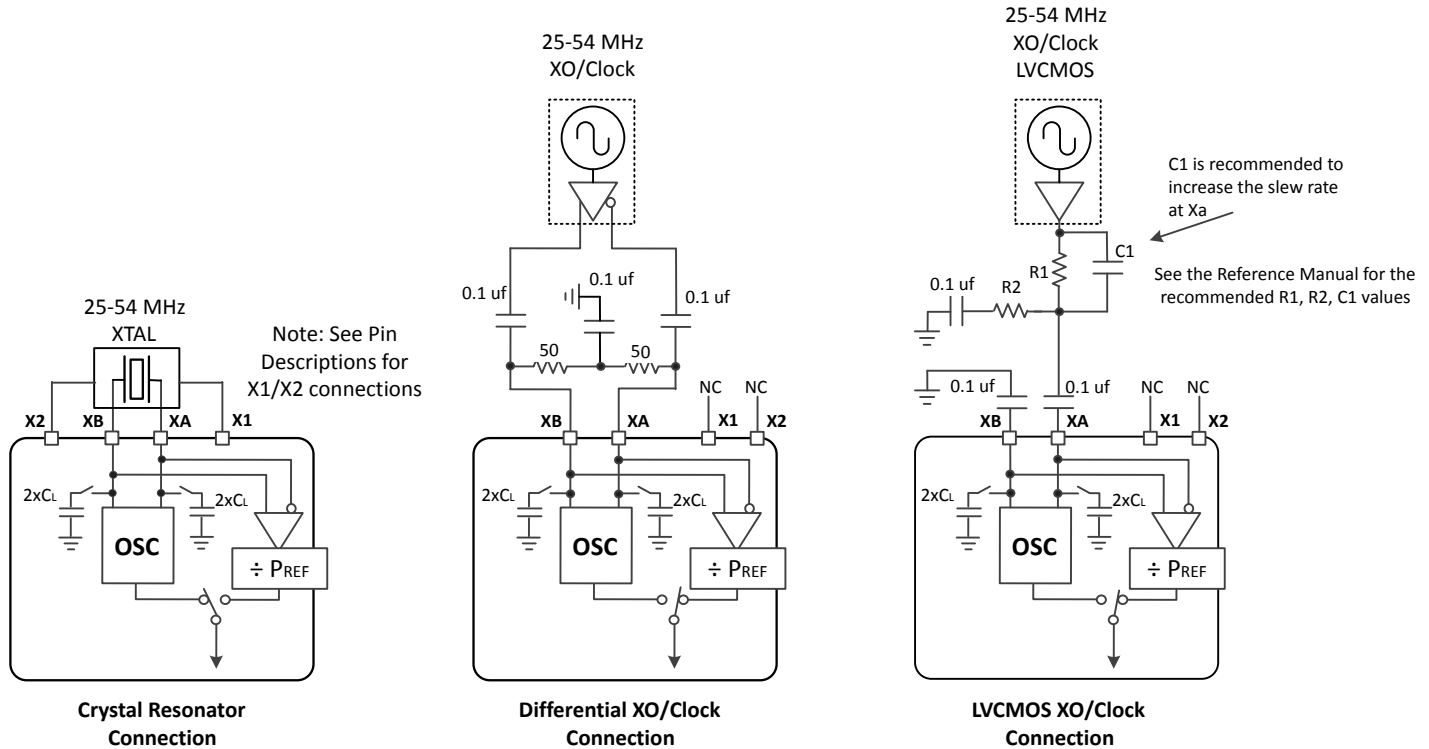 25-54 MHz
XTAL
Note: See Pin
Descriptions for
X1/X2 connections
X2
XB
XA
X1
2xCL
2xCL
OSC
÷ PREF
Crystal Resonator
Connection
25-54 MHz
XO/Clock
0.1 uf
0.1 uf
0.1 uf
50
50
NC
NC
XB
XA
X1
X2
2xCL
2xCL
OSC
÷ PREF
Differential XO/Clock
Connection
25-54 MHz
XO/Clock
LVCMOS
C1 is recommended to
increase the slew rate
at Xa
C1
R1
See the Reference Manual for the
recommended R1, R2, C1 values
0.1 uf
R2
0.1 uf
0.1 uf
NC
NC
XB
XA
X1
X2
2xCL
2xCL
OSC
÷ PREF
LVCMOS XO/Clock
Connection